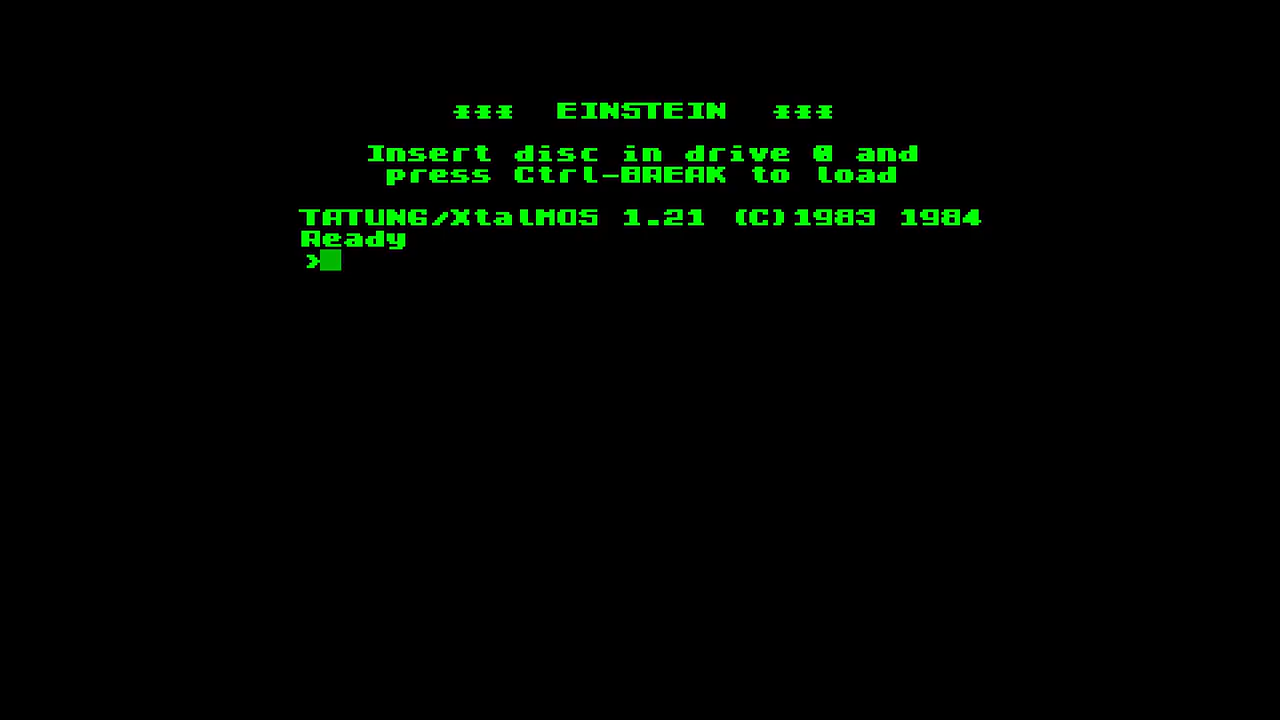 *** EINSTEIN ***
Insert disc in drive 0 and
press Ctrl-BREAK to load
TATUNG/XtalMOS 1.21 (C)1983 1984
Ready
>